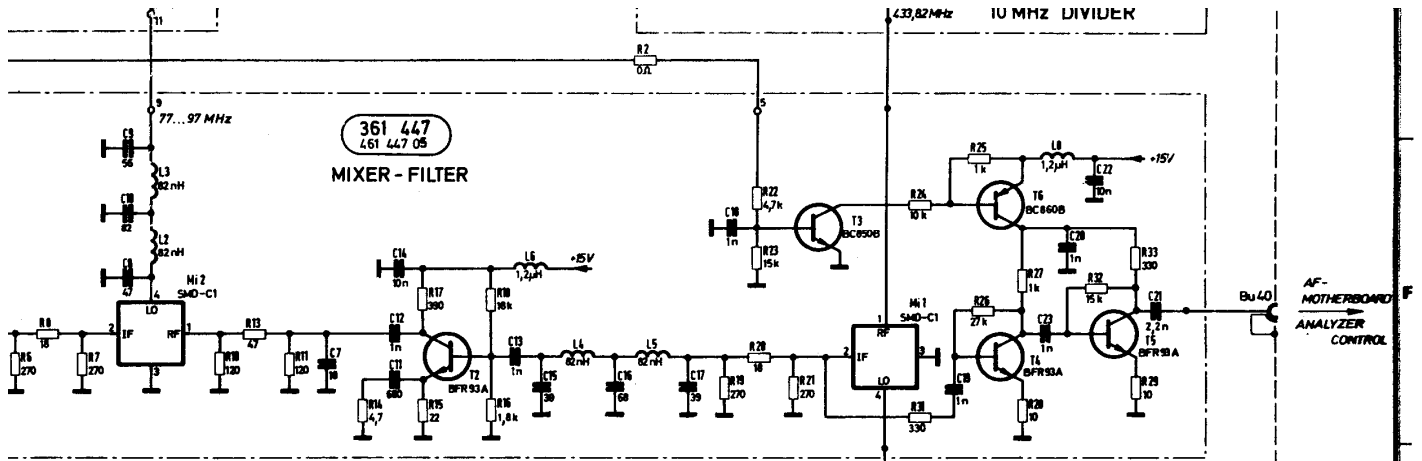 11
433,82MHz
10 MHz DIVIDER
R2
0Ω
9
77...97 MHz
5
361 447
461 447 05
MIXER - FILTER
C9
56
L3
82nH
C10
82
L2
82nH
C8
47
4
Mi 2
SMD-C1
LO
IF
RF
2
1
3
R8
18
R6
270
R7
270
R13
47
R10
120
R11
120
C7
10
C12
1n
C11
680
R14
4,7
R15
22
C14
10n
R17
390
R18
18k
L6
1,2µH
+15V
T2
BFR93A
R16
1,8k
C13
1n
C15
39
L4
82nH
C16
68
L5
82nH
C17
39
R19
270
R20
18
R21
270
C18
1n
R22
4,7k
R23
15k
T3
BC850B
R24
10k
R25
1k
L8
1,2µH
+15V
C22
10n
T6
BC860B
C20
1n
R27
1k
R33
330
R32
15k
Mi 1
SMD-C1
1
RF
2
IF
3
LO
4
R26
27k
C23
1n
C21
2,2n
T5
BFR93A
T4
BFR93A
C19
1n
R31
330
R28
10
R29
10
Bu40
AF-
MOTHERBOARD
ANALYZER
CONTROL
F